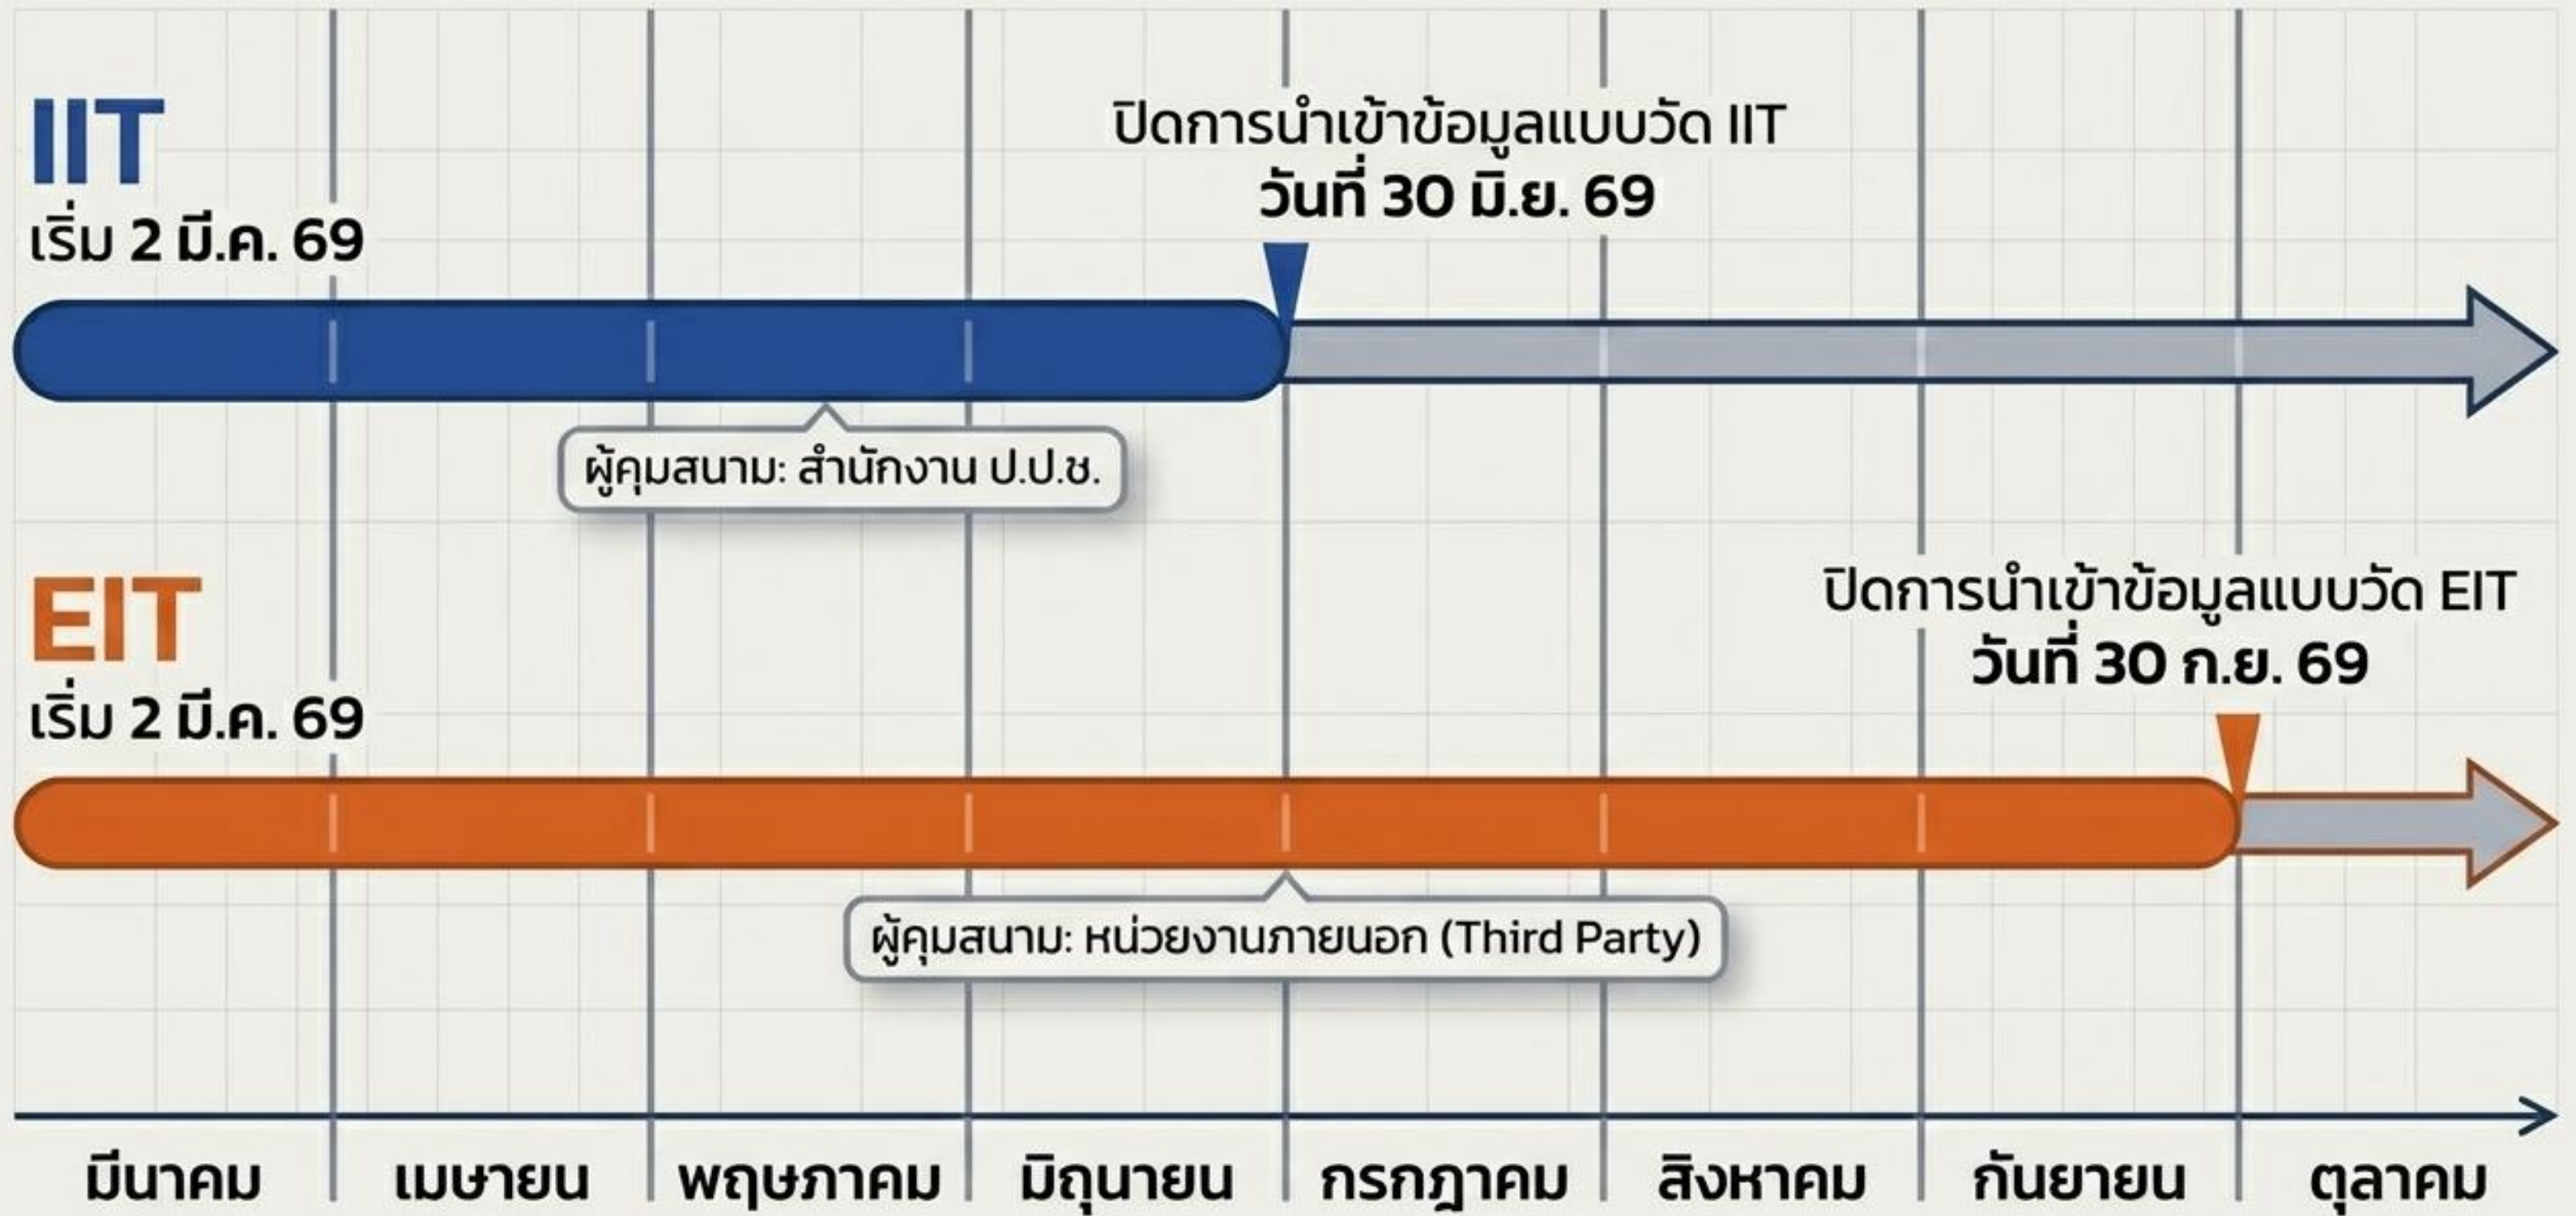 IIT
เริ่ม 2 มี.ค. 69
ปิดการนำเข้าข้อมูลแบบวัด IIT
วันที่ 30 มิ.ย. 69
ผู้คุมสนาม: สำนักงาน ป.ป.ช.
EIT
เริ่ม 2 มี.ค. 69
ปิดการนำเข้าข้อมูลแบบวัด EIT
วันที่ 30 ก.ย. 69
ผู้คุมสนาม: หน่วยงานภายนอก (Third Party)
มีนาคม เมษายน พฤษภาคม มิถุนายน กรกฎาคม สิงหาคม กันยายน ตุลาคม